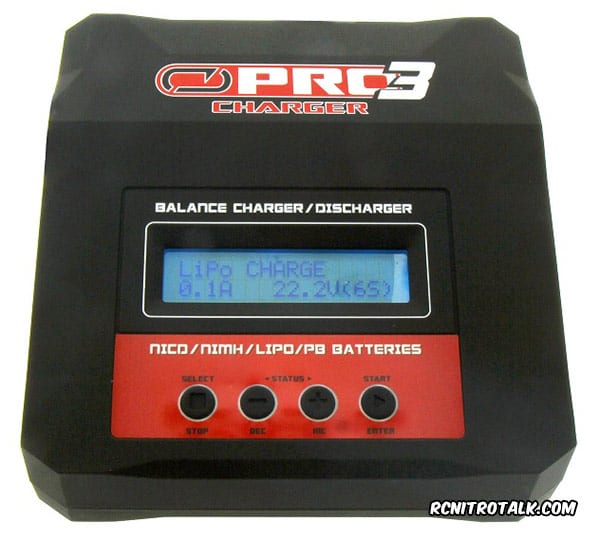 PRO3
CHARGER
BALANCE CHARGER/DISCHARGER
LiPo CHARGE
0.1A 22.2V(6S)
NICD/NIMH/LIPO/PB BATTERIES
SELECT ◂ STATUS ▸ START
STOP DEC INC ENTER
RCNITROTALK.COM